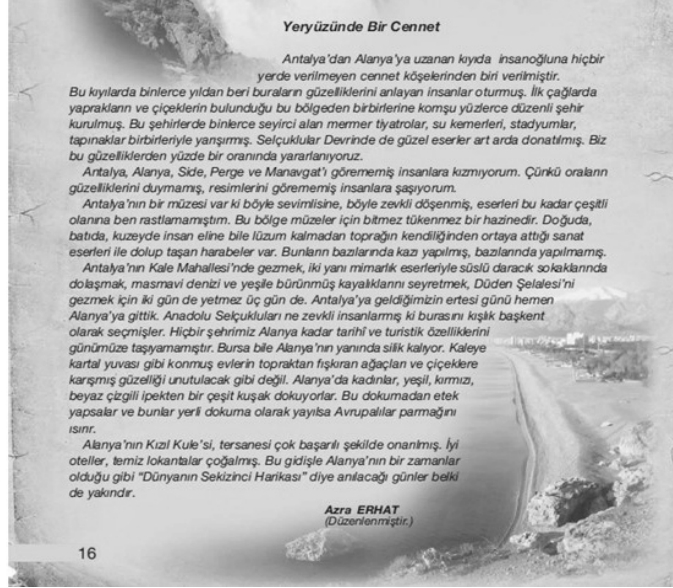 Yeryüzünde Bir Cennet
Antalya'dan Alanya'ya uzanan kıyıda insanoğluna hiçbir
yerde verilmeyen cennet köşelerinden biri verilmiştir.
Bu kıyılarda binlerce yıldan beri buraların güzelliklerini anlayan insanlar oturmuş. İlk çağlarda
yaprakların ve çiçeklerin bulunduğu bu bölgeden birbirlerine komşu yüzlerce düzenli şehir
kurulmuş. Bu şehirlerde binlerce seyirci alan mermer tiyatrolar, su kemerleri, stadyumlar,
tapınaklar birbirleriyle yarışırmış. Selçuklular Devrinde de güzel eserler art arda donatılmış. Biz
bu güzelliklerden yüzde bir oranında yararlanıyoruz.
Antalya, Alanya, Side, Perge ve Manavgat'ı görememiş insanlara kızmıyorum. Çünkü oraların
güzelliklerini duymamış, resimlerini görememiş insanlara şaşıyorum.
Antalya'nın bir müzesi var ki böyle sevimlisine, böyle zevkli döşenmiş, eserleri bu kadar çeşitli
olanına ben rastlamamıştım. Bu bölge müzeler için bitmez tükenmez bir hazinedir. Doğuda,
batıda, kuzeyde insan eline bile lüzum kalmadan toprağın kendiliğinden ortaya attığı sanat
eserleri ile dolup taşan harabeler var. Bunların bazılarında kazı yapılmış, bazılarında yapılmamış.
Antalya'nın Kale Mahallesi'nde gezmek, iki yanı mimarlık eserleriyle süslü daracık sokaklarında
dolaşmak, masmavi denizi ve yeşile bürünmüş kayalıklarını seyretmek, Düden Şelalesi'ni
gezmek için iki gün de yetmez üç gün de. Antalya'ya geldiğimizin ertesi günü hemen
Alanya'ya gittik. Anadolu Selçukluları ne zevkli insanlarmış ki burasını kışlık başkent
olarak seçmişler. Hiçbir şehrimiz Alanya kadar tarihî ve turistik özelliklerini
günümüze taşıyamamıştır. Bursa bile Alanya'nın yanında silik kalıyor. Kaleye
kartal yuvası gibi konmuş evlerin topraktan fışkıran ağaçları ve çiçeklere
karışmış güzelliği unutulacak gibi değil. Alanya'da kadınlar, yeşil, kırmızı,
beyaz çizgili ipekten bir çeşit kuşak dokuyorlar. Bu dokumadan etek
yapsalar ve bunlar yerli dokuma olarak yayılsa Avrupalılar parmağını
ısırır.
Alanya'nın Kızıl Kule'si, tersanesi çok başarılı şekilde onarılmış. İyi
oteller, temiz lokantalar çoğalmış. Bu gidişle Alanya'nın bir zamanlar
olduğu gibi "Dünyanın Sekizinci Harikası" diye anılacağı günler belki
de yakındır.
Azra ERHAT
(Düzenlenmiştir.)
16